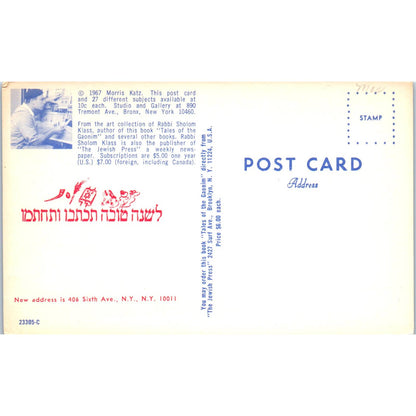 © 1967 Morris Katz. This post card
and 27 different subjects available at
10c each. Studio and Gallery at 890
Tremont Ave., Bronx, New York 10460.
From the art collection of Rabbi Sholom
Klass, author of this book "Tales of the
Gaonim" and several other books. Rabbi
Sholom Klass is also the publisher of
"The Jewish Press" a weekly news-
paper. Subscriptions are $5.00 one year
(U.S.) $7.00 (foreign, including Canada).
לשנה טובה תכתבו ותחתמו
New address is 406 Sixth Ave., N.Y., N.Y. 10011
23305-C
You may order this book "Tales of the Gaonim" directly from
"The Jewish Press" 2427 Surf Ave., Brooklyn, N. Y. 11224, U.S.A.
Price $6.00 each.
STAMP
POST CARD
Address